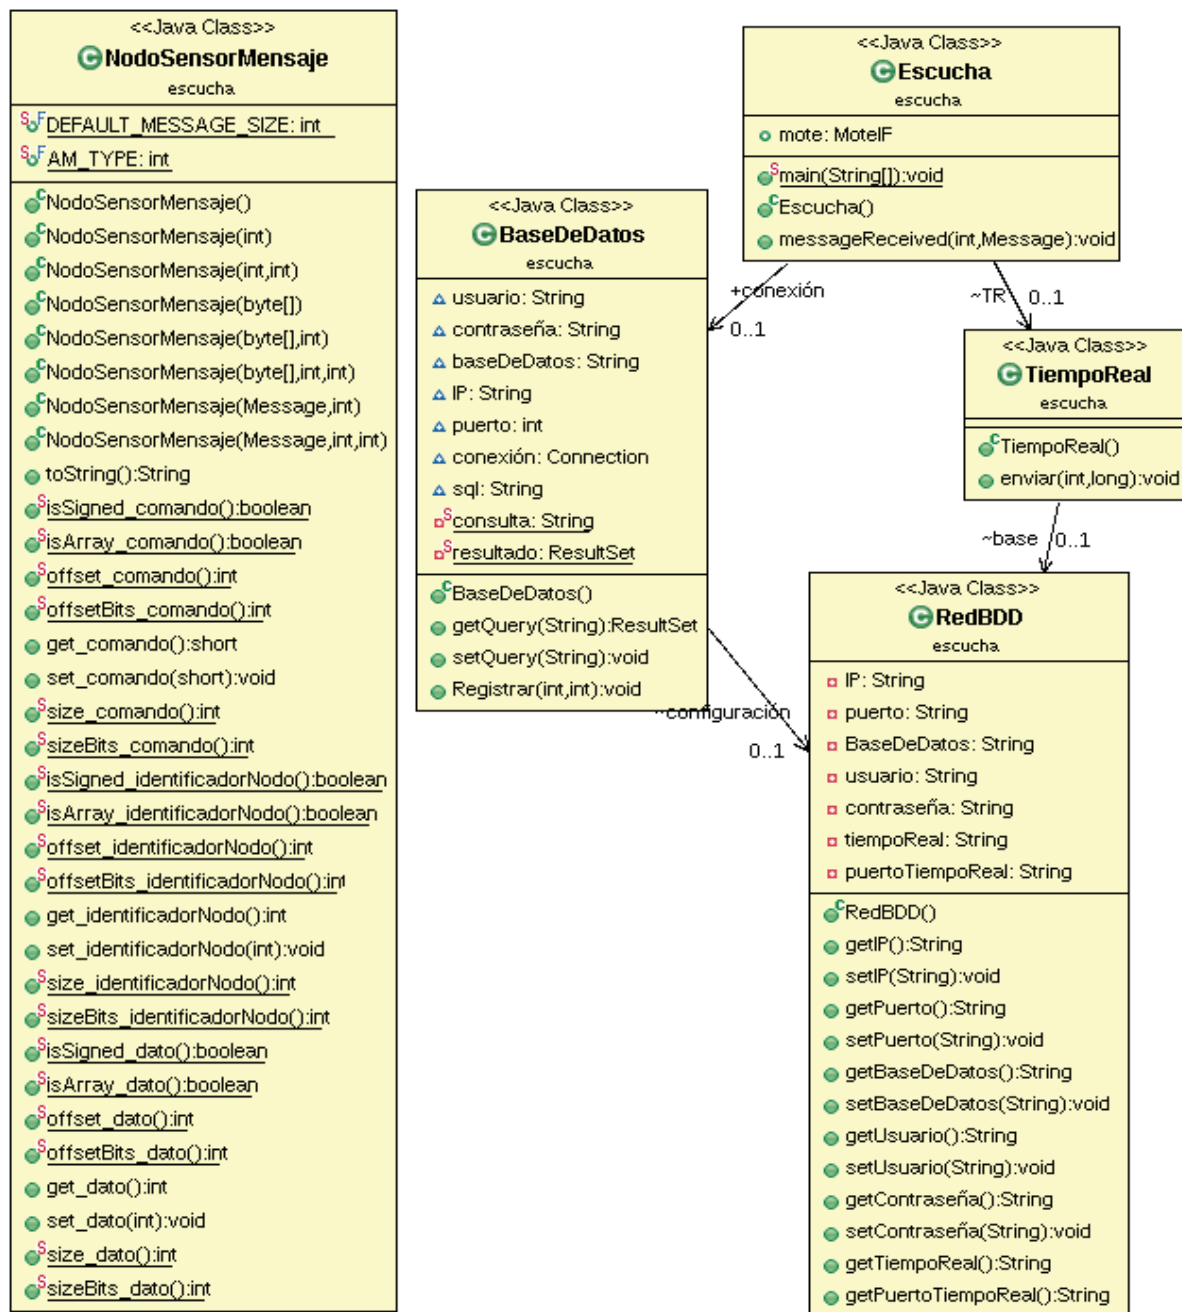 <<Java Class>>
NodoSensorMensaje
escucha
DEFAULT_MESSAGE_SIZE: int
AM_TYPE: int
NodoSensorMensaje()
NodoSensorMensaje(int)
NodoSensorMensaje(int,int)
NodoSensorMensaje(byte[])
NodoSensorMensaje(byte[],int)
NodoSensorMensaje(byte[],int,int)
NodoSensorMensaje(Message,int)
NodoSensorMensaje(Message,int,int)
toString():String
isSigned_comando():boolean
isArray_comando():boolean
offset_comando():int
offsetBits_comando():int
get_comando():short
set_comando(short):void
size_comando():int
sizeBits_comando():int
isSigned_identificadorNodo():boolean
isArray_identificadorNodo():boolean
offset_identificadorNodo():int
offsetBits_identificadorNodo():int
get_identificadorNodo():int
set_identificadorNodo(int):void
size_identificadorNodo():int
sizeBits_identificadorNodo():int
isSigned_dato():boolean
isArray_dato():boolean
offset_dato():int
offsetBits_dato():int
get_dato():int
set_dato(int):void
size_dato():int
sizeBits_dato():int
<<Java Class>>
Escucha
escucha
mote: MoteIF
main(String[]):void
Escucha()
messageReceived(int,Message):void
+conexión
0..1
~TR
0..1
<<Java Class>>
BaseDeDatos
escucha
usuario: String
contraseña: String
baseDeDatos: String
IP: String
puerto: int
conexión: Connection
sql: String
consulta: String
resultado: ResultSet
BaseDeDatos()
getQuery(String):ResultSet
setQuery(String):void
Registrar(int,int):void
~configuración
0..1
<<Java Class>>
TiempoReal
escucha
TiempoReal()
enviar(int,long):void
~base
0..1
<<Java Class>>
RedBDD
escucha
IP: String
puerto: String
BaseDeDatos: String
usuario: String
contraseña: String
tiempoReal: String
puertoTiempoReal: String
RedBDD()
getIP():String
setIP(String):void
getPuerto():String
setPuerto(String):void
getBaseDeDatos():String
setBaseDeDatos(String):void
getUsuario():String
setUsuario(String):void
getContraseña():String
setContraseña(String):void
getTiempoReal():String
getPuertoTiempoReal():String